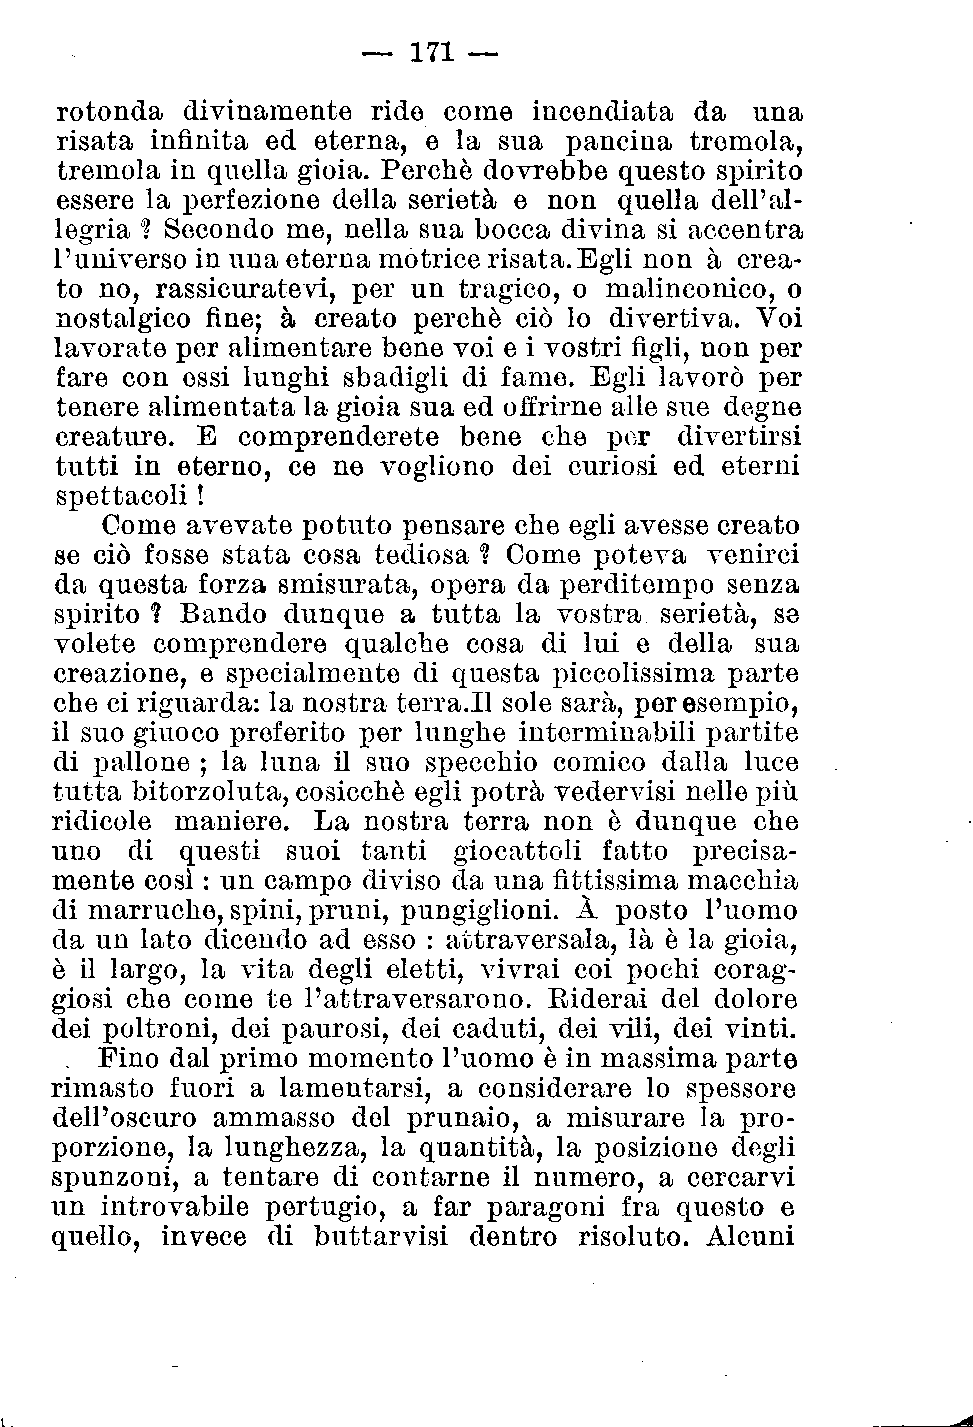 — 171 —
rotonda divinamente ride come incendiata da una
risata infinita ed eterna, e la sua pancina tremola,
tremola in quella gioia. Perchè dovrebbe questo spirito
essere la perfezione della serietà e non quella dell'al-
legria ? Secondo me, nella sua bocca divina si accentra
l'universo in una eterna motrice risata. Egli non à crea-
to no, rassicuratevi, per un tragico, o malinconico, o
nostalgico fine; à creato perchè ciò lo divertiva. Voi
lavorate per alimentare bene voi e i vostri figli, non per
fare con essi lunghi sbadigli di fame. Egli lavorò per
tenere alimentata la gioia sua ed offrirne alle sue degne
creature. E comprenderete bene che per divertirsi
tutti in eterno, ce ne vogliono dei curiosi ed eterni
spettacoli !
Come avevate potuto pensare che egli avesse creato
se ciò fosse stata cosa tediosa ? Come poteva venirci
da questa forza smisurata, opera da perditempo senza
spirito ? Bando dunque a tutta la vostra serietà, se
volete comprendere qualche cosa di lui e della sua
creazione, e specialmente di questa piccolissima parte
che ci riguarda: la nostra terra.Il sole sarà, per esempio,
il suo giuoco preferito per lunghe interminabili partite
di pallone ; la luna il suo specchio comico dalla luce
tutta bitorzoluta, cosicchè egli potrà vedervisi nelle più
ridicole maniere. La nostra terra non è dunque che
uno di questi suoi tanti giocattoli fatto precisa-
mente così : un campo diviso da una fittissima macchia
di marruche, spini, pruni, pungiglioni. À posto l'uomo
da un lato dicendo ad esso : attraversala, là è la gioia,
è il largo, la vita degli eletti, vivrai coi pochi corag-
giosi che come te l'attraversarono. Riderai del dolore
dei poltroni, dei paurosi, dei caduti, dei vili, dei vinti.
Fino dal primo momento l'uomo è in massima parte
rimasto fuori a lamentarsi, a considerare lo spessore
dell'oscuro ammasso del prunaio, a misurare la pro-
porzione, la lunghezza, la quantità, la posizione degli
spunzoni, a tentare di contarne il numero, a cercarvi
un introvabile pertugio, a far paragoni fra questo e
quello, invece di buttarvisi dentro risoluto. Alcuni